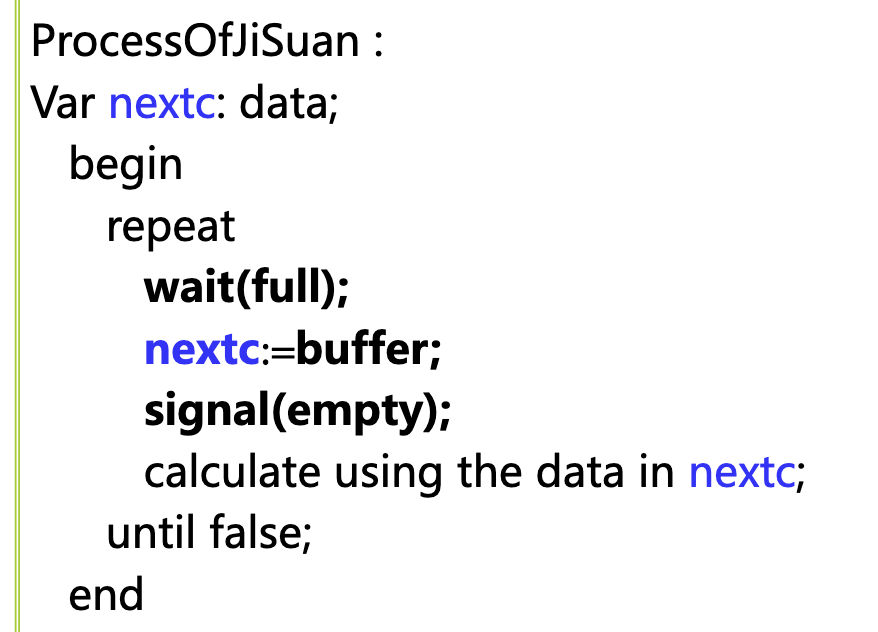 ProcessOfJiSuan :
Var nextc: data;
begin
repeat
wait(full);
nextc:=buffer;
signal(empty);
calculate using the data in nextc;
until false;
end